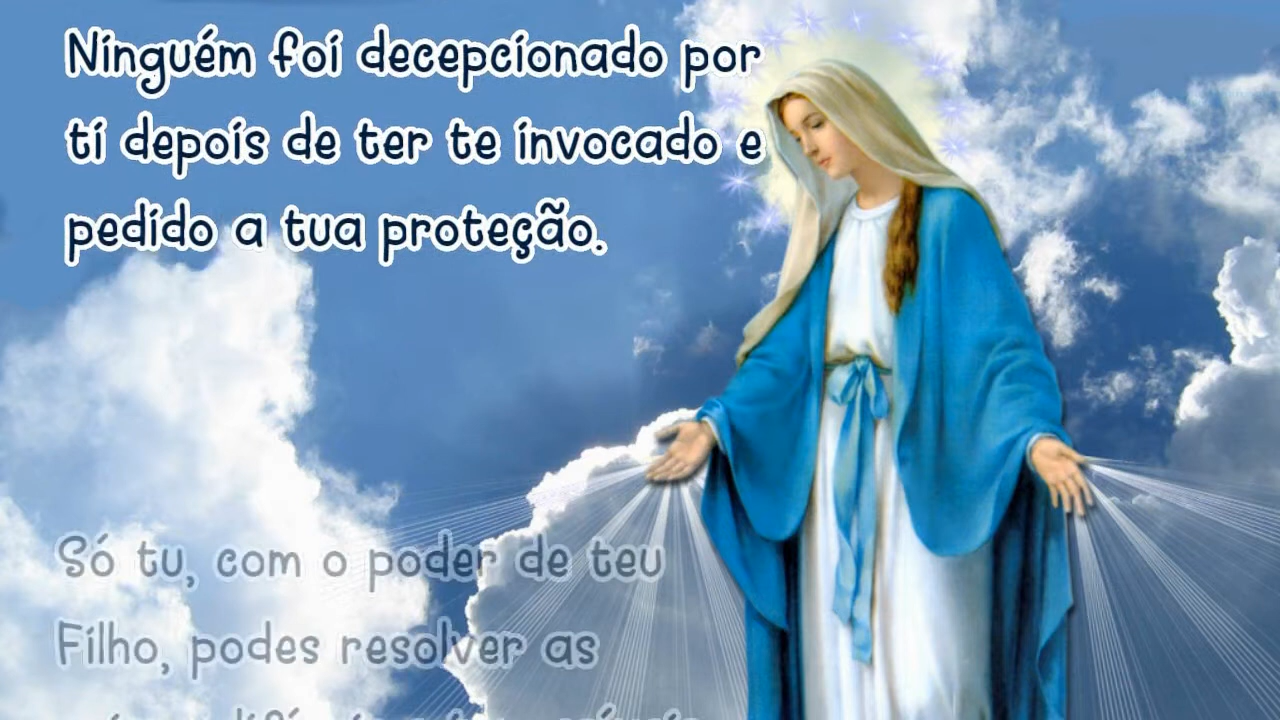 Ninguém foi decepcionado por
ti depois de ter te invocado e
pedido a tua proteção.
Só tu, com o poder de teu
Filho, podes resolver as